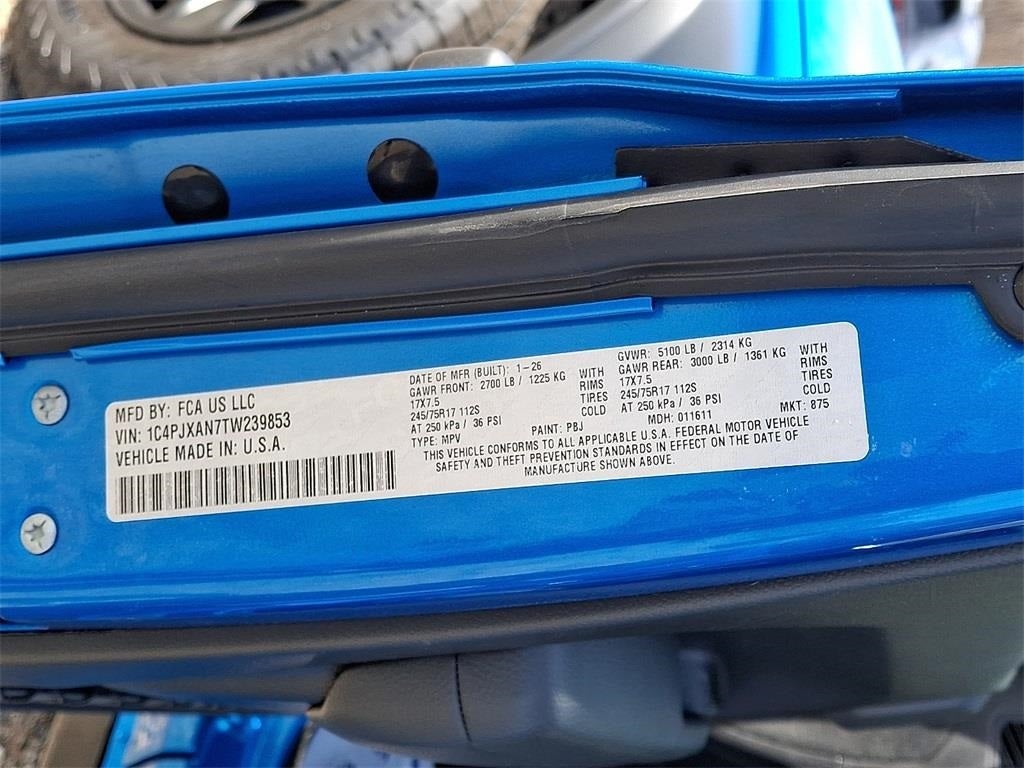 MFD BY: FCA US LLC
VIN: 1C4PJXAN7TW239853
VEHICLE MADE IN: U.S.A.
DATE OF MFR (BUILT): 1-26
GAWR FRONT: 2700 LB / 1225 KG WITH
17X7.5 RIMS
245/75R17 112S TIRES
AT 250 kPa / 36 PSI COLD
TYPE: MPV PAINT: PBJ
GVWR: 5100 LB / 2314 KG
GAWR REAR: 3000 LB / 1361 KG WITH
17X7.5 RIMS
245/75R17 112S TIRES
AT 250 kPa / 36 PSI COLD
MDH: 011611 MKT: 875
THIS VEHICLE CONFORMS TO ALL APPLICABLE U.S.A. FEDERAL MOTOR VEHICLE
SAFETY AND THEFT PREVENTION STANDARDS IN EFFECT ON THE DATE OF
MANUFACTURE SHOWN ABOVE.